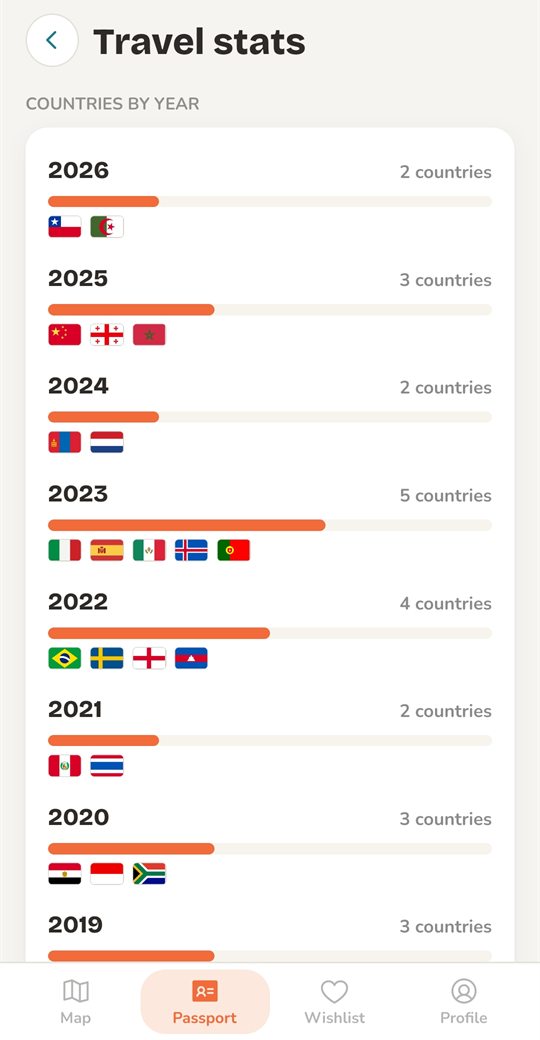 Travel stats
COUNTRIES BY YEAR
2026 2 countries
2025 3 countries
2024 2 countries
2023 5 countries
2022 4 countries
2021 2 countries
2020 3 countries
2019 3 countries
Map Passport Wishlist Profile